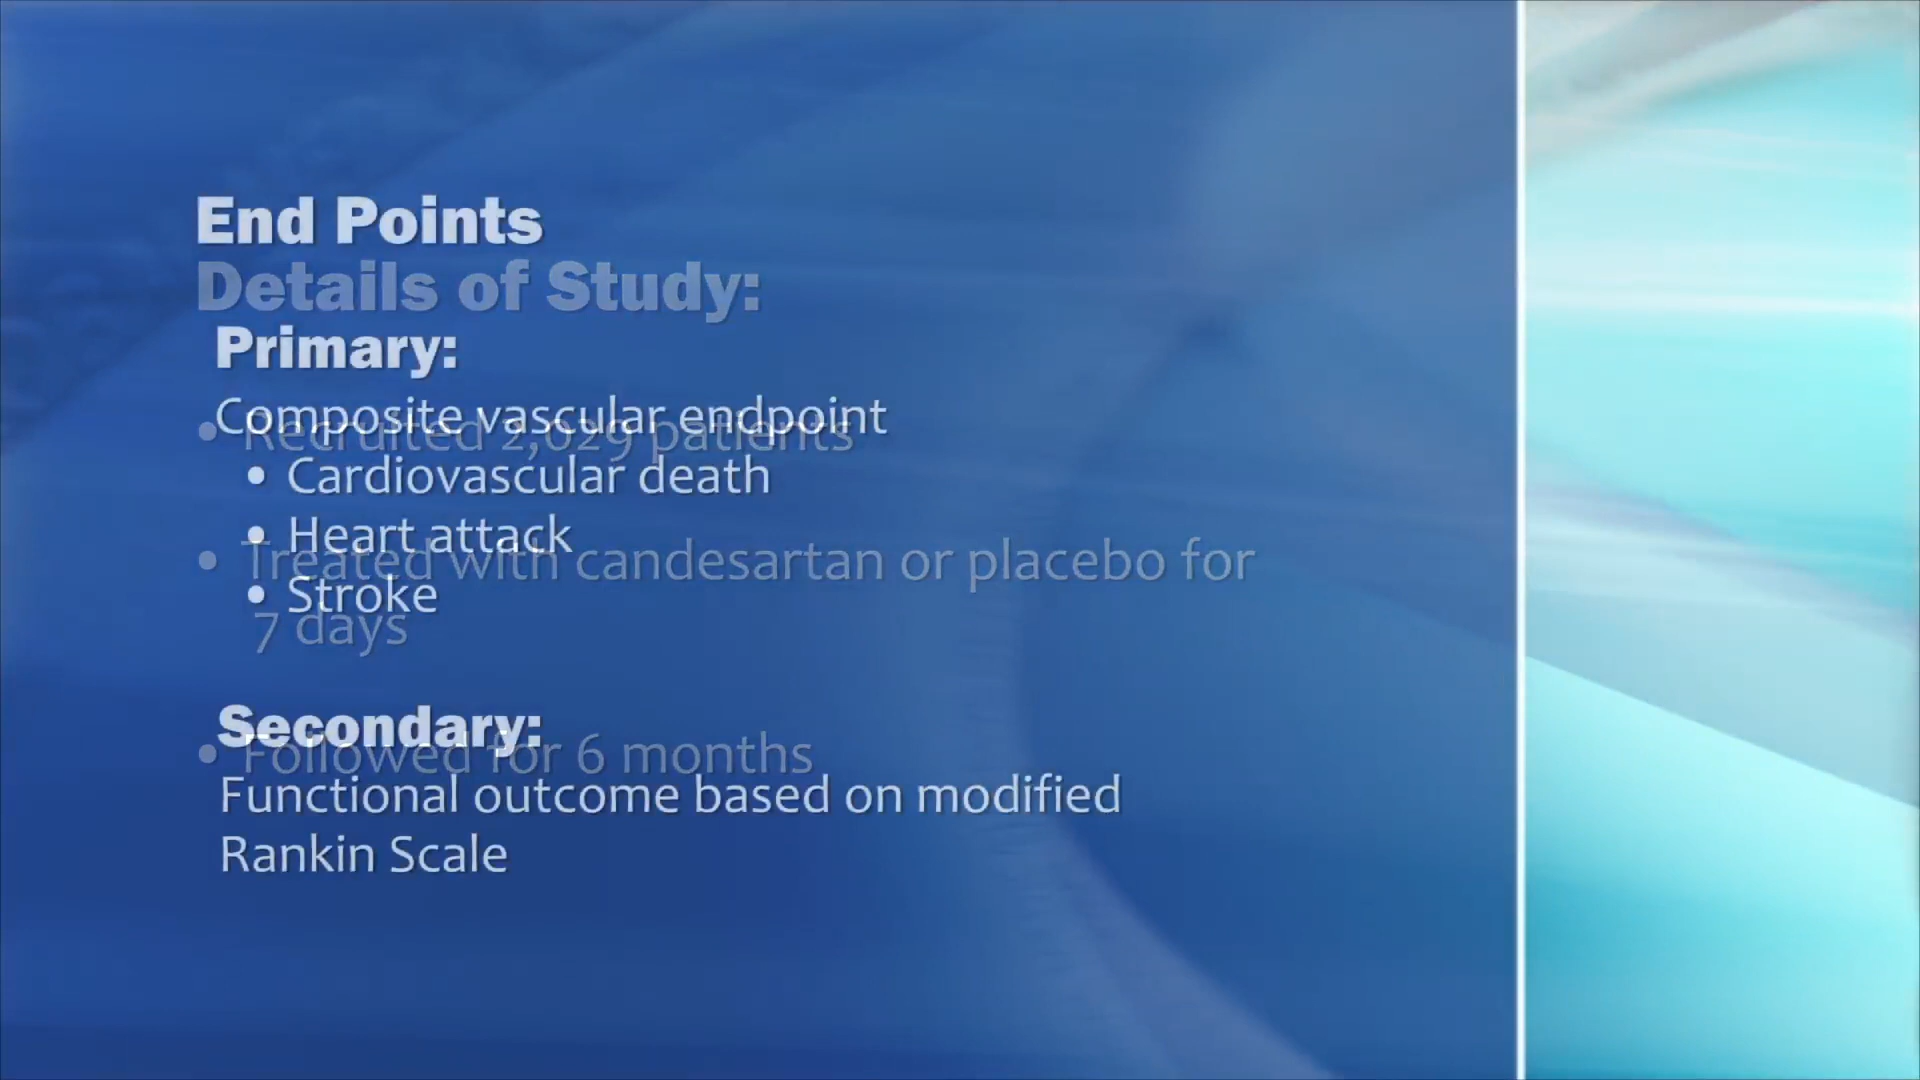 End Points
Details of Study:
Primary:
Composite vascular endpoint
• Recruited 2,029 patients
• Cardiovascular death
• Heart attack
• Treated with candesartan or placebo for
• Stroke
7 days
Secondary:
• Followed for 6 months
Functional outcome based on modified
Rankin Scale